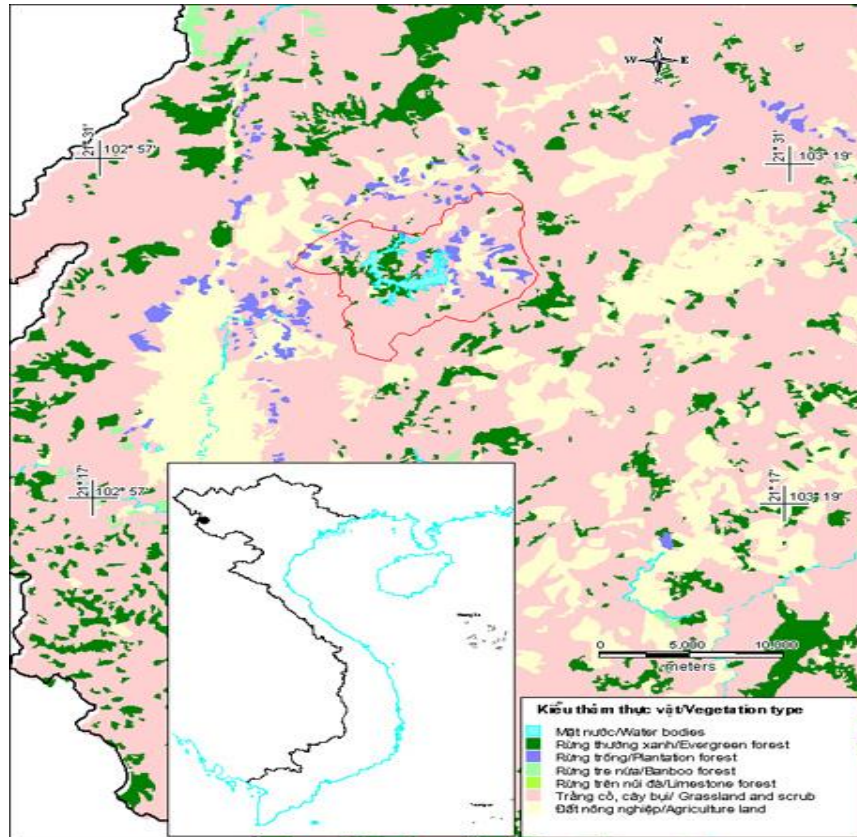 N
W E
S
21° 31'
102° 57'
21° 31'
103° 19'
21° 17'
102° 57'
21° 17'
103° 19'
0 5,000 10,000
meters
Kiểu thảm thực vật/Vegetation type
Mặt nước/Water bodies
Rừng thường xanh/Evergreen forest
Rừng trồng/Plantation forest
Rừng tre nứa/Bamboo forest
Rừng trên núi đá/Limestone forest
Trảng cỏ, cây bụi/ Grassland and scrub
Đất nông nghiệp/Agriculture land